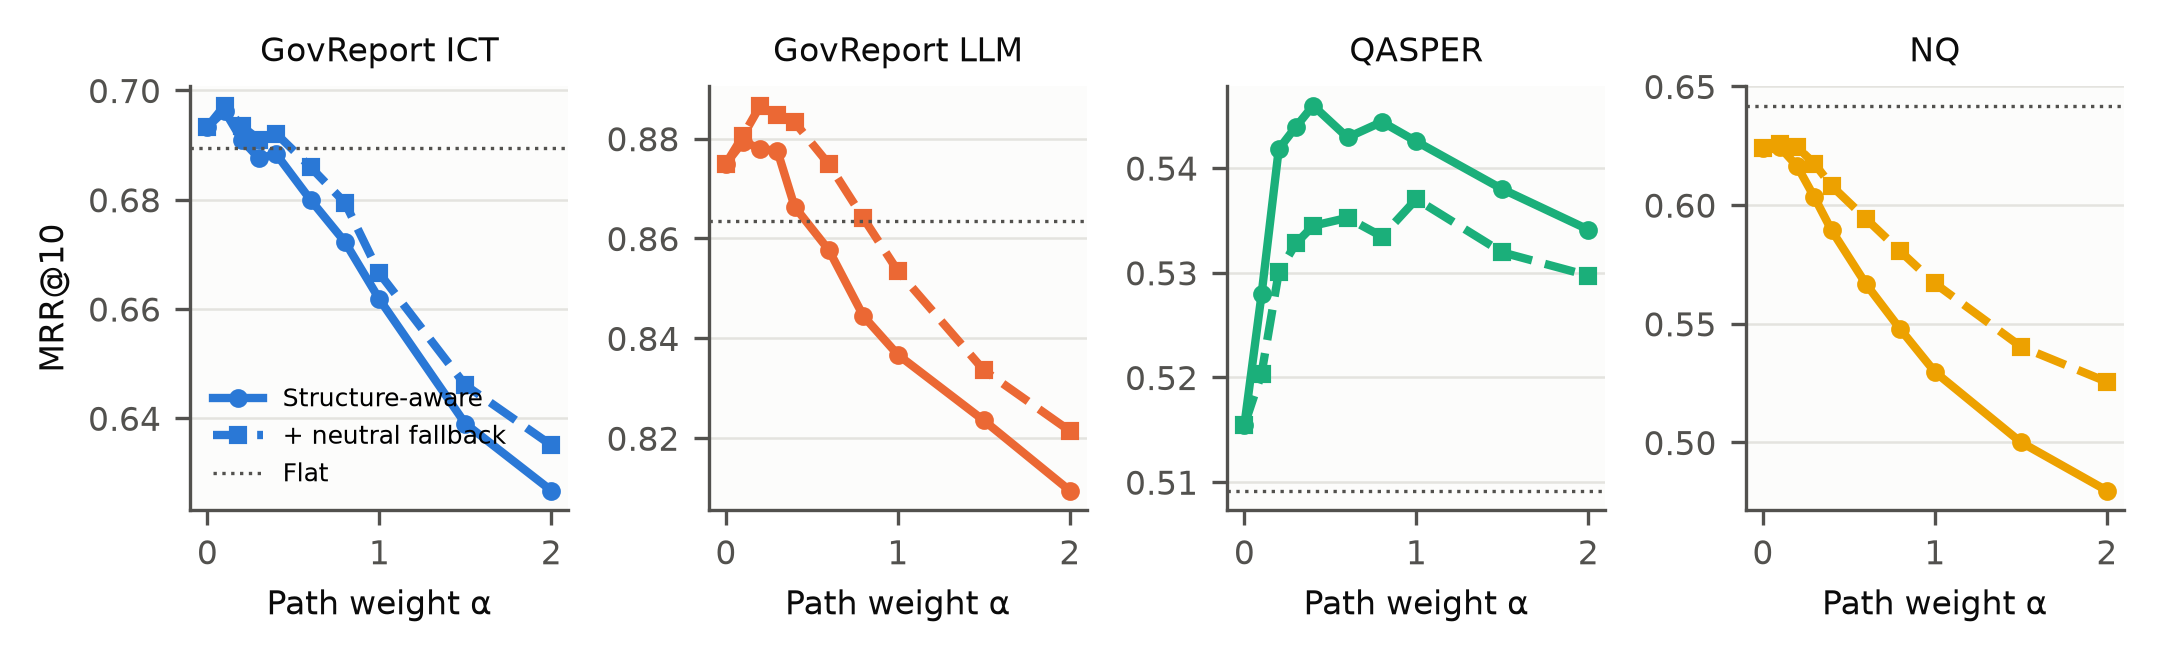 GovReport ICT
GovReport LLM
QASPER
NQ
MRR@10
0.70
0.68
0.66
0.64
0.88
0.86
0.84
0.82
0.54
0.53
0.52
0.51
0.65
0.60
0.55
0.50
Structure-aware
+ neutral fallback
Flat
0 1 2
0 1 2
0 1 2
0 1 2
Path weight α
Path weight α
Path weight α
Path weight α